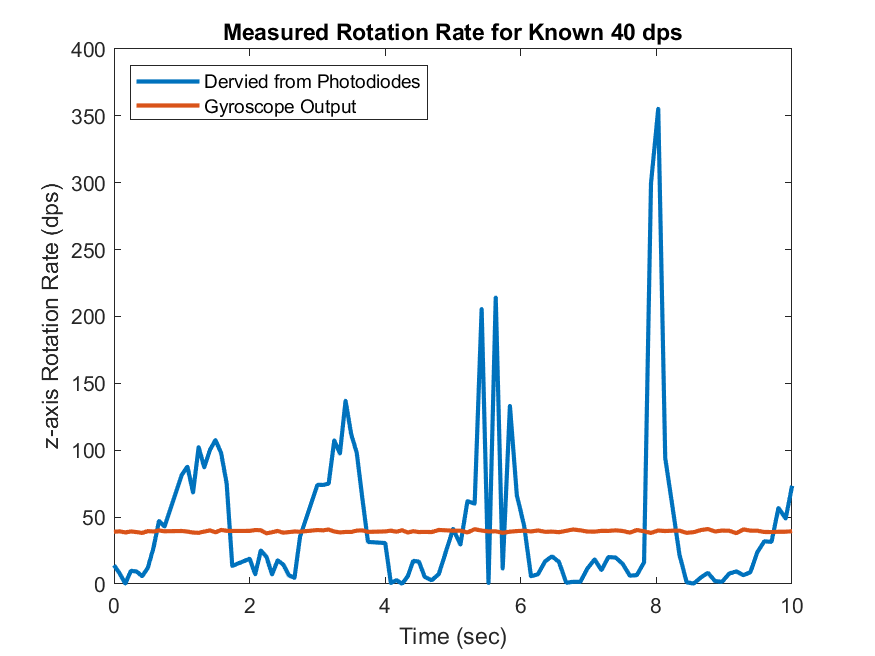 Measured Rotation Rate for Known 40 dps
400
350
300
250
200
150
100
50
0
z-axis Rotation Rate (dps)
Dervied from Photodiodes
Gyroscope Output
0 2 4 6 8 10
Time (sec)